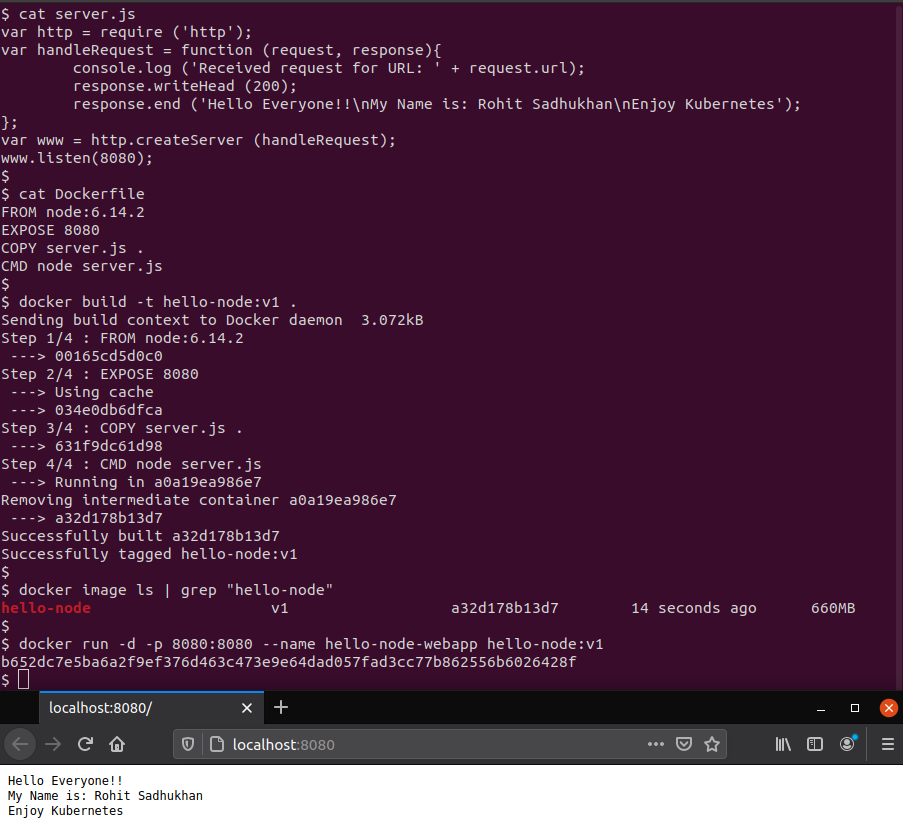 $ cat server.js
var http = require ('http');
var handleRequest = function (request, response){
        console.log ('Received request for URL: ' + request.url);
        response.writeHead (200);
        response.end ('Hello Everyone!!\nMy Name is: Rohit Sadhukhan\nEnjoy Kubernetes');
};
var www = http.createServer (handleRequest);
www.listen(8080);
$
$ cat Dockerfile
FROM node:6.14.2
EXPOSE 8080
COPY server.js .
CMD node server.js
$
$ docker build -t hello-node:v1 .
Sending build context to Docker daemon  3.072kB
Step 1/4 : FROM node:6.14.2
 ---> 00165cd5d0c0
Step 2/4 : EXPOSE 8080
 ---> Using cache
 ---> 034e0db6dfca
Step 3/4 : COPY server.js .
 ---> 631f9dc61d98
Step 4/4 : CMD node server.js
 ---> Running in a0a19ea986e7
Removing intermediate container a0a19ea986e7
 ---> a32d178b13d7
Successfully built a32d178b13d7
Successfully tagged hello-node:v1
$
$ docker image ls | grep "hello-node"
hello-node                    v1                  a32d178b13d7        14 seconds ago      660MB
$
$ docker run -d -p 8080:8080 --name hello-node-webapp hello-node:v1
b652dc7e5ba6a2f9ef376d463c473e9e64dad057fad3cc77b862556b6026428f
$
localhost:8080/
localhost:8080
Hello Everyone!!
My Name is: Rohit Sadhukhan
Enjoy Kubernetes